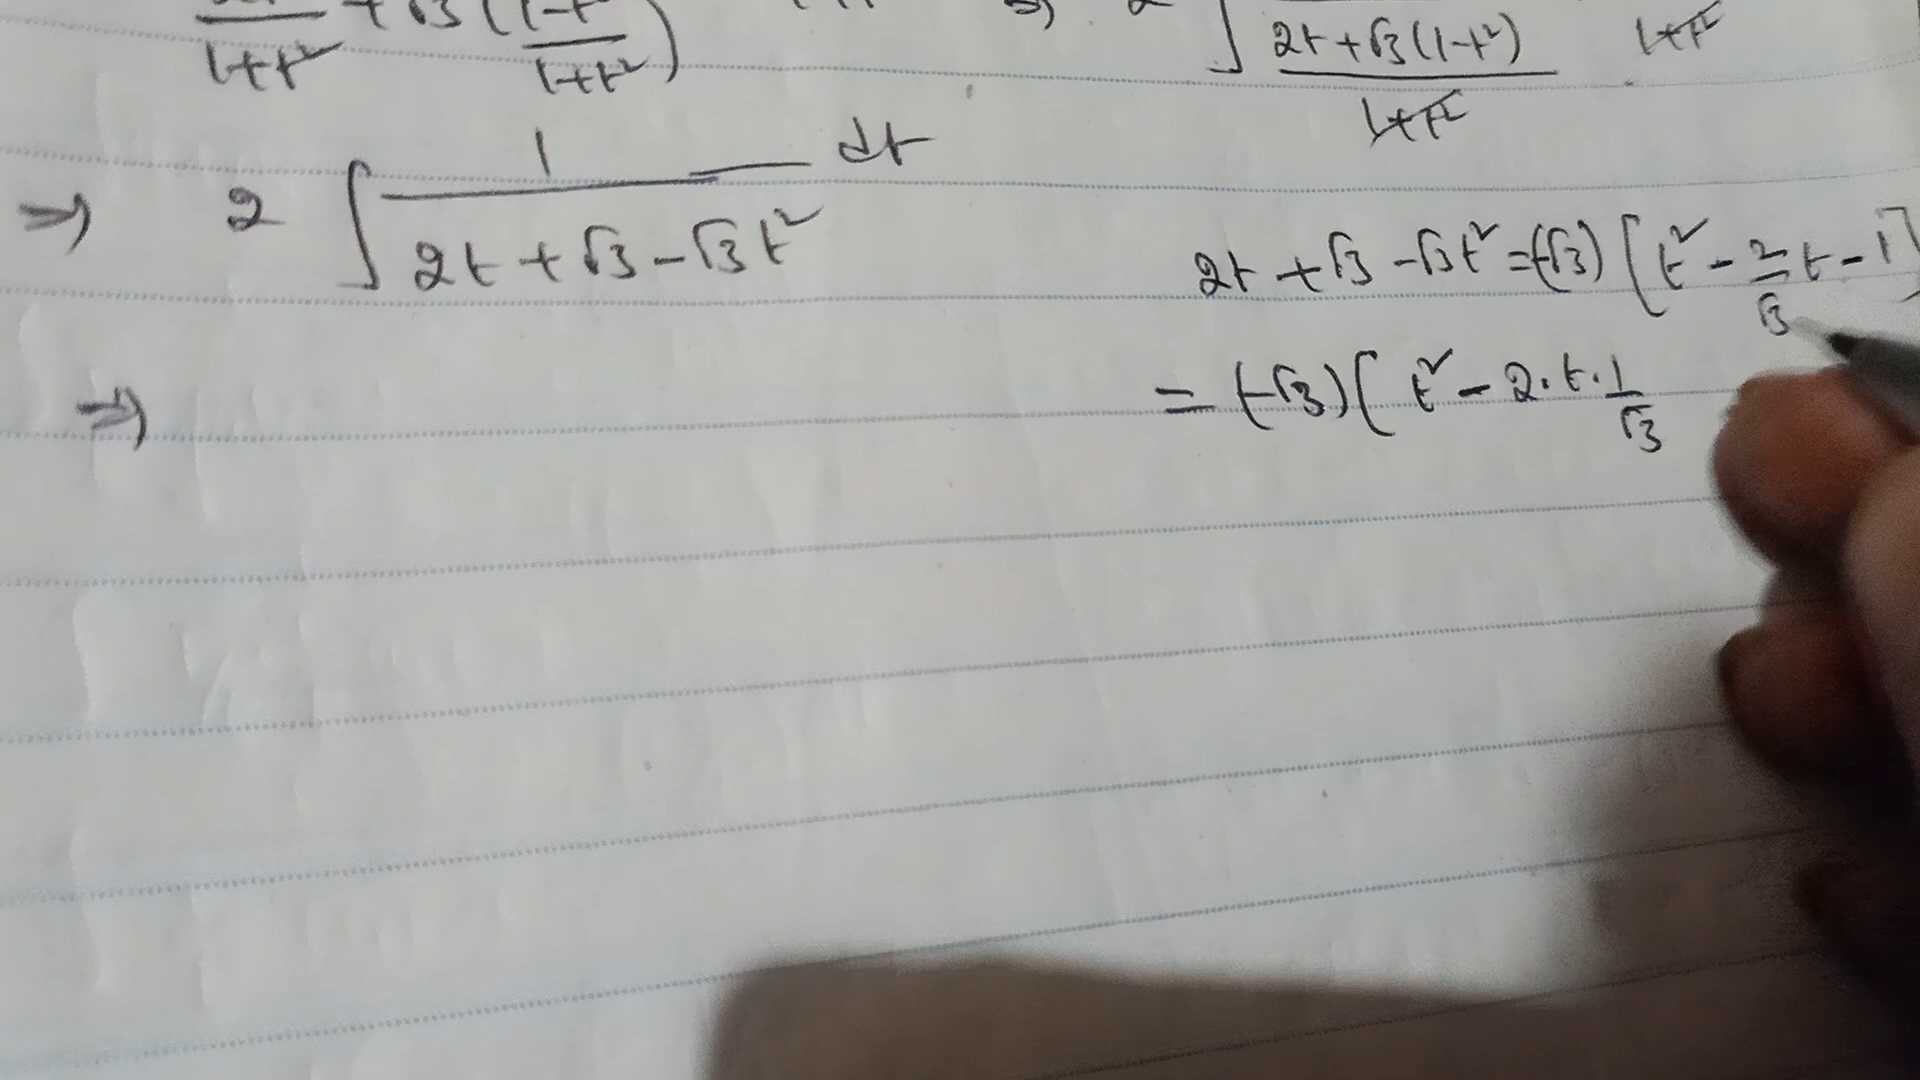 1+t² + √3 ( 1+t² )
⇒ 2 ∫ 2t+√3(1-t²) / 1+t² 1+t²
⇒ 2 ∫ 1 / 2t + √3 - √3t² dt
2t + √3 - √3t² = (-√3) [ t² - 2/√3 t - 1 ]
= (-√3) [ t² - 2 . t . 1/√3
⇒